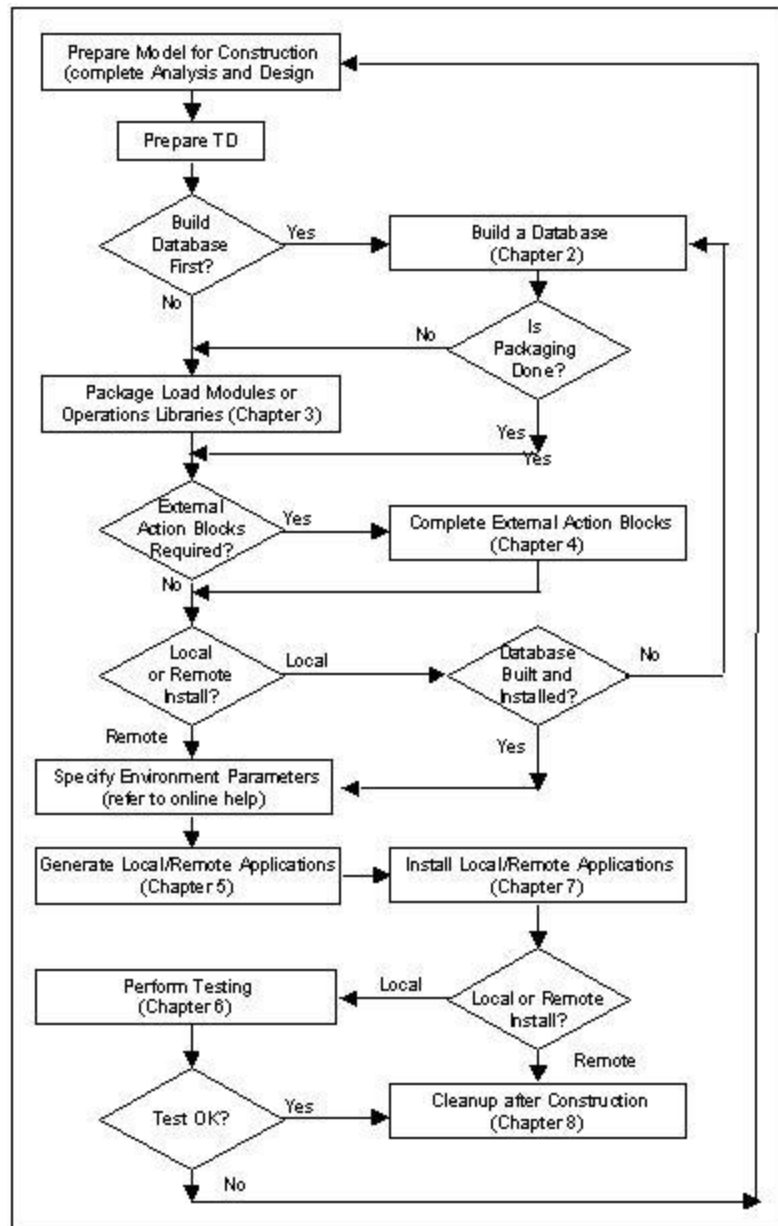 Prepare Model for Construction
(complete Analysis and Design
Prepare TD
Build
Database
First?
Yes
Build a Database
(Chapter 2)
No
No
Is
Packaging
Done?
Package Load Modules or
Operations Libraries (Chapter 3)
Yes
Yes
External
Action Blocks
Required?
Yes
Complete External Action Blocks
(Chapter 4)
No
Local
or Remote
Install?
Local
Database
Built and
Installed?
No
Remote
Yes
Specify Environment Parameters
(refer to online help)
Generate Local/Remote Applications
(Chapter 5)
Install Local/Remote Applications
(Chapter 7)
Perform Testing
(Chapter 6)
Local
Local or Remote
Install?
Remote
Test OK?
Yes
Cleanup after Construction
(Chapter 8)
No